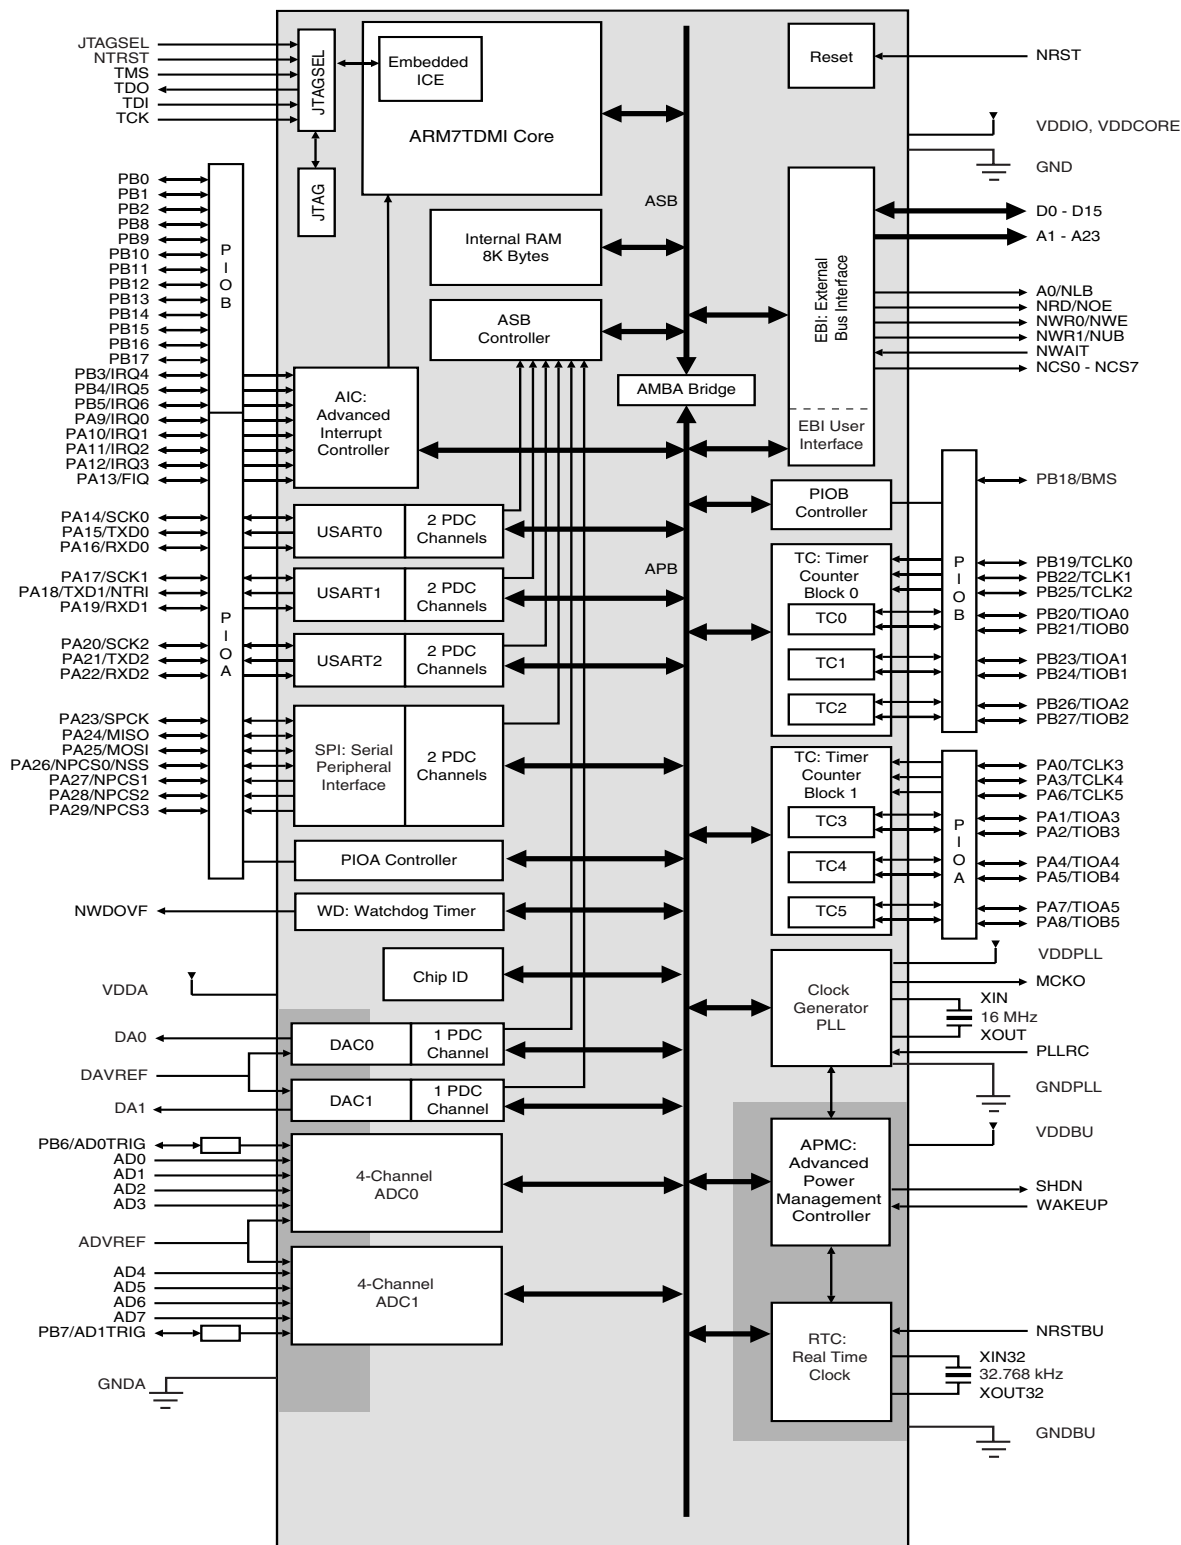 JTAGSEL
NTRST
TMS
TDO
TDI
TCK
JTAGSEL
Embedded
ICE
ARM7TDMI Core
JTAG
Reset
NRST
VDDIO, VDDCORE
GND
PB0
PB1
PB2
PB8
PB9
PB10
PB11
PB12
PB13
PB14
PB15
PB16
PB17
PB3/IRQ4
PB4/IRQ5
PB5/IRQ6
PA9/IRQ0
PA10/IRQ1
PA11/IRQ2
PA12/IRQ3
PA13/FIQ
PIOB
ASB
Internal RAM
8K Bytes
ASB
Controller
AIC:
Advanced
Interrupt
Controller
AMBA Bridge
EBI: External
Bus Interface
EBI User
Interface
D0 - D15
A1 - A23
A0/NLB
NRD/NOE
NWR0/NWE
NWR1/NUB
NWAIT
NCS0 - NCS7
PA14/SCK0
PA15/TXD0
PA16/RXD0
PA17/SCK1
PA18/TXD1/NTRI
PA19/RXD1
PA20/SCK2
PA21/TXD2
PA22/RXD2
PA23/SPCK
PA24/MISO
PA25/MOSI
PA26/NPCS0/NSS
PA27/NPCS1
PA28/NPCS2
PA29/NPCS3
PIOA
USART0
2 PDC
Channels
USART1
2 PDC
Channels
USART2
2 PDC
Channels
SPI: Serial
Peripheral
Interface
2 PDC
Channels
PIOA Controller
APB
PIOB
Controller
TC: Timer
Counter
Block 0
TC0
TC1
TC2
PIOB
PB18/BMS
PB19/TCLK0
PB22/TCLK1
PB25/TCLK2
PB20/TIOA0
PB21/TIOB0
PB23/TIOA1
PB24/TIOB1
PB26/TIOA2
PB27/TIOB2
TC: Timer
Counter
Block 1
TC3
TC4
TC5
PIOA
PA0/TCLK3
PA3/TCLK4
PA6/TCLK5
PA1/TIOA3
PA2/TIOB3
PA4/TIOA4
PA5/TIOB4
PA7/TIOA5
PA8/TIOB5
NWDOVF
WD: Watchdog Timer
Chip ID
VDDA
DA0
DAVREF
DA1
DAC0
1 PDC
Channel
DAC1
1 PDC
Channel
PB6/AD0TRIG
AD0
AD1
AD2
AD3
ADVREF
4-Channel
ADC0
AD4
AD5
AD6
AD7
PB7/AD1TRIG
4-Channel
ADC1
GNDA
Clock
Generator
PLL
VDDPLL
MCKO
XIN
16 MHz
XOUT
PLLRC
GNDPLL
APMC:
Advanced
Power
Management
Controller
VDDBU
SHDN
WAKEUP
RTC:
Real Time
Clock
NRSTBU
XIN32
32.768 kHz
XOUT32
GNDBU